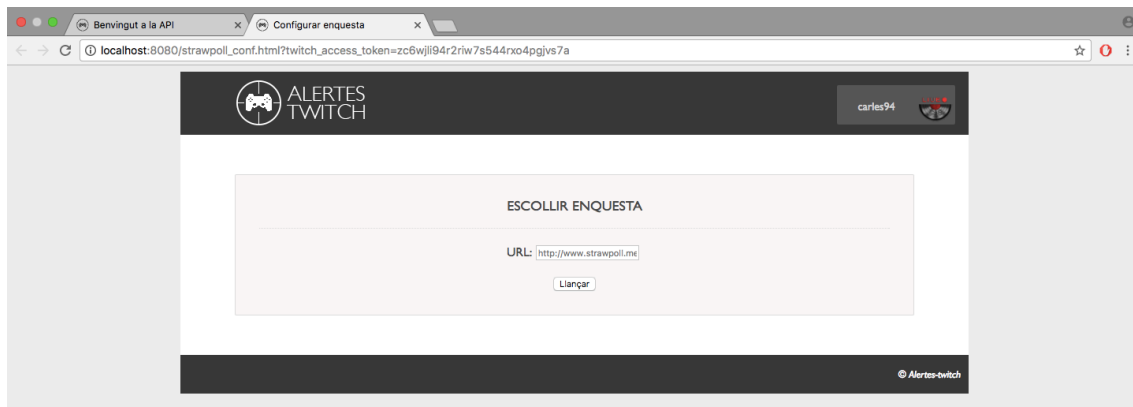 Benvingut a la API
Configurar enquesta
localhost:8080/strawpoll_conf.html?twitch_access_token=zc6wjli94r2riw7s544rxo4pgjvs7a
ALERTES
TWITCH
carles94
ESCOLLIR ENQUESTA
URL: http://www.strawpoll.me
Llançar
© Alertes-twitch